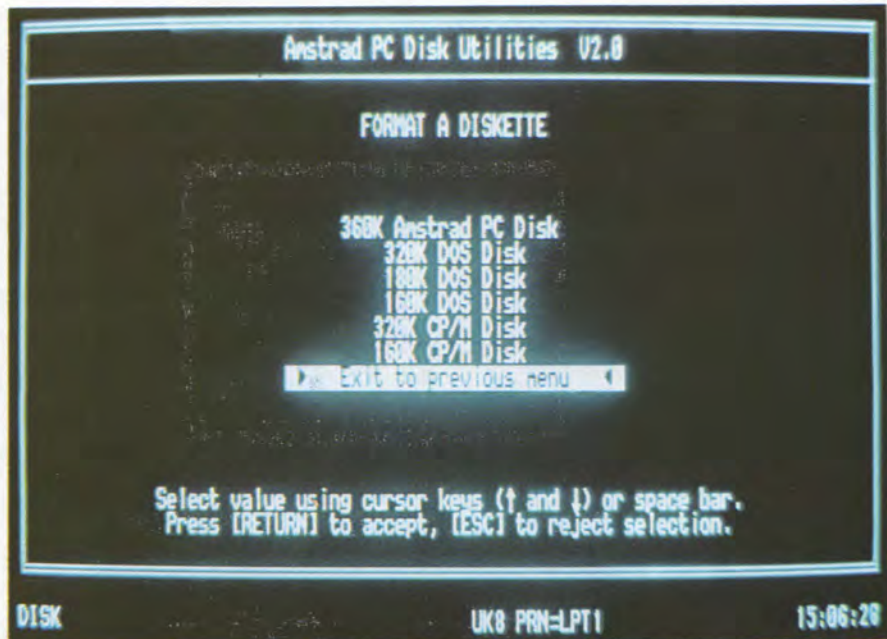 Amstrad PC Disk Utilities V2.0
FORMAT A DISKETTE
360K Amstrad PC Disk
320K DOS Disk
180K DOS Disk
160K DOS Disk
320K CP/M Disk
160K CP/M Disk
Exit to previous menu
Select value using cursor keys (↑ and ↓) or space bar.
Press [RETURN] to accept, [ESC] to reject selection.
DISK UK8 PRN=LPT1 15:06:28